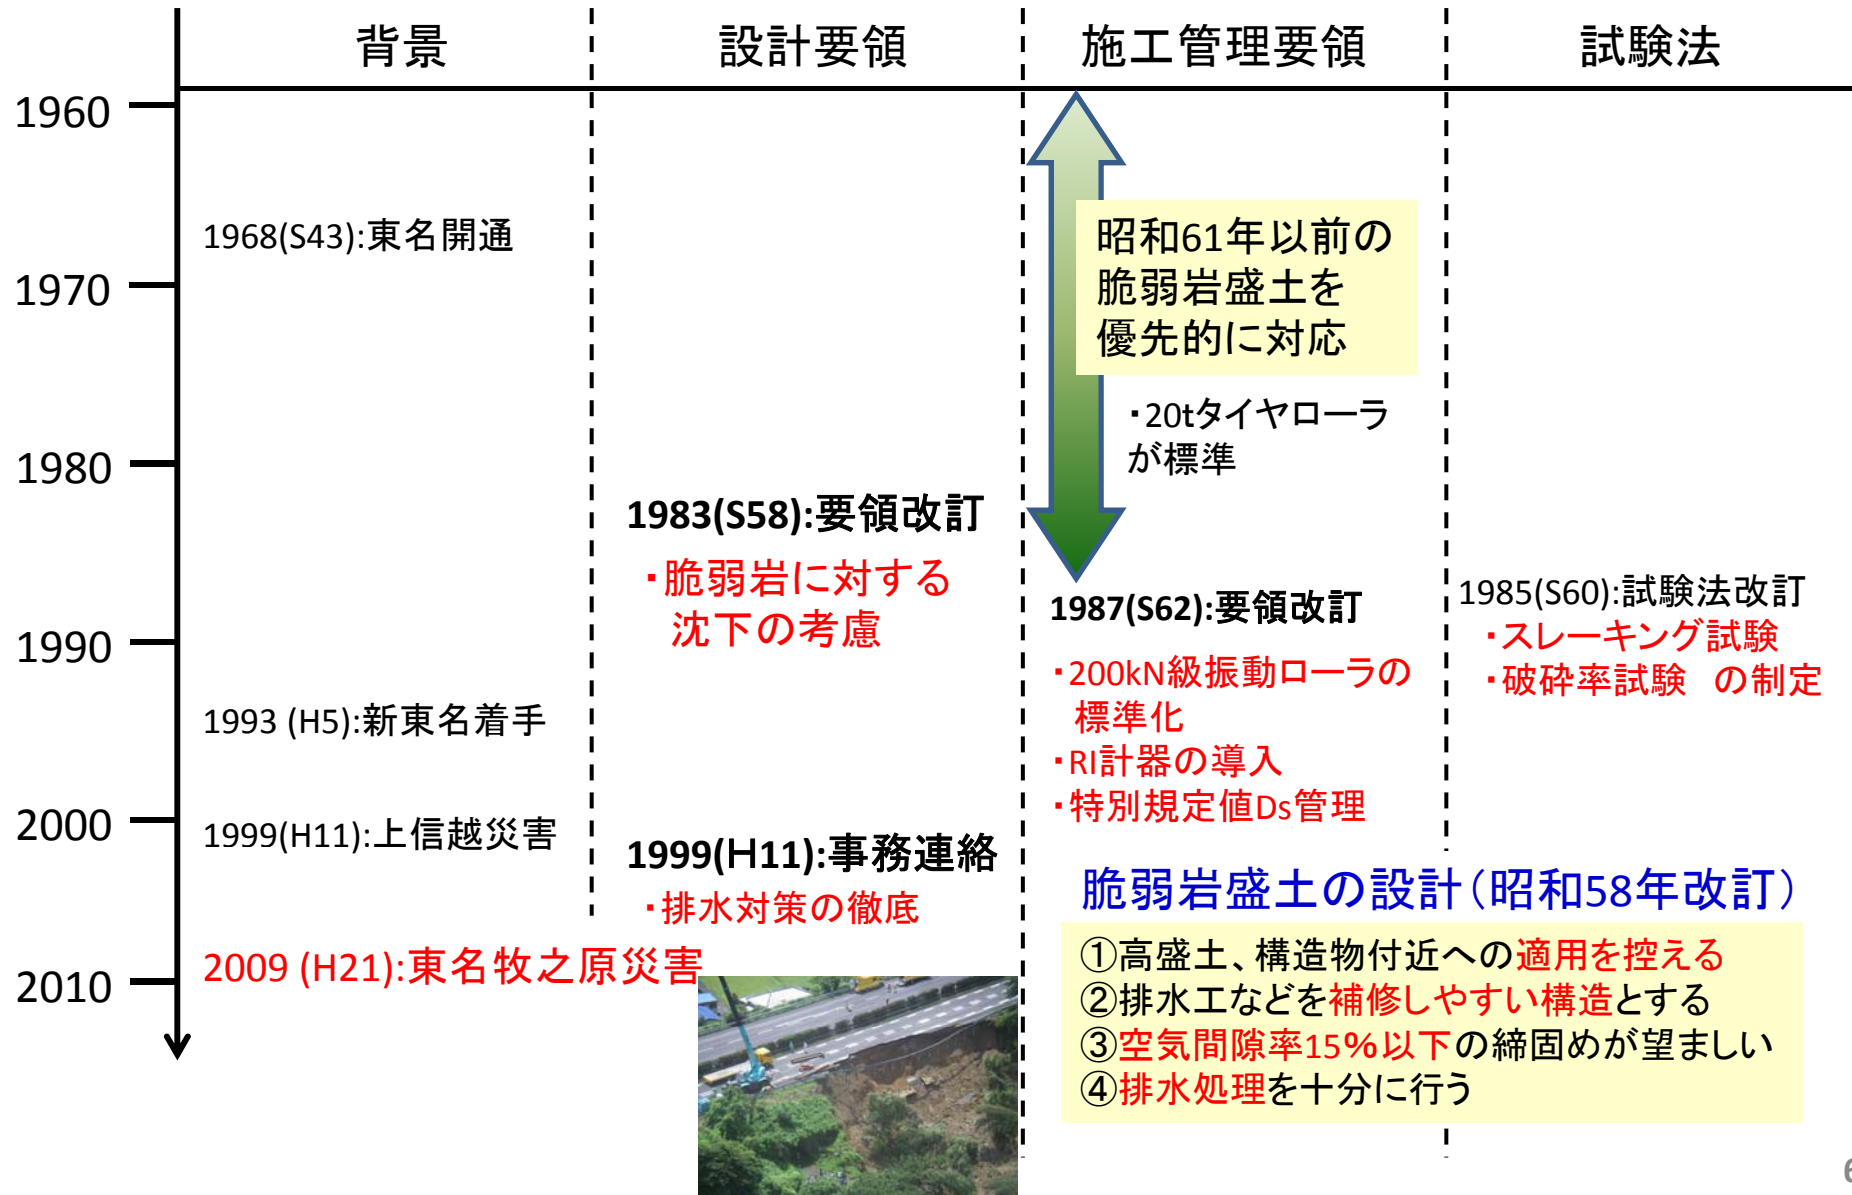 背景
設計要領
施工管理要領
試験法
1960
1970
1980
1990
2000
2010
1968(S43):東名開通
1993 (H5):新東名着手
1999(H11):上信越災害
2009 (H21):東名牧之原災害
1983(S58):要領改訂
・脆弱岩に対する
沈下の考慮
1999(H11):事務連絡
・排水対策の徹底
昭和61年以前の
脆弱岩盛土を
優先的に対応
・20tタイヤローラ
が標準
1987(S62):要領改訂
・200kN級振動ローラの
標準化
・RI計器の導入
・特別規定値Ds管理
1985(S60):試験法改訂
・スレーキング試験
・破砕率試験　の制定
脆弱岩盛土の設計（昭和58年改訂）
①高盛土、構造物付近への適用を控える
②排水工などを補修しやすい構造とする
③空気間隙率15％以下の締固めが望ましい
④排水処理を十分に行う